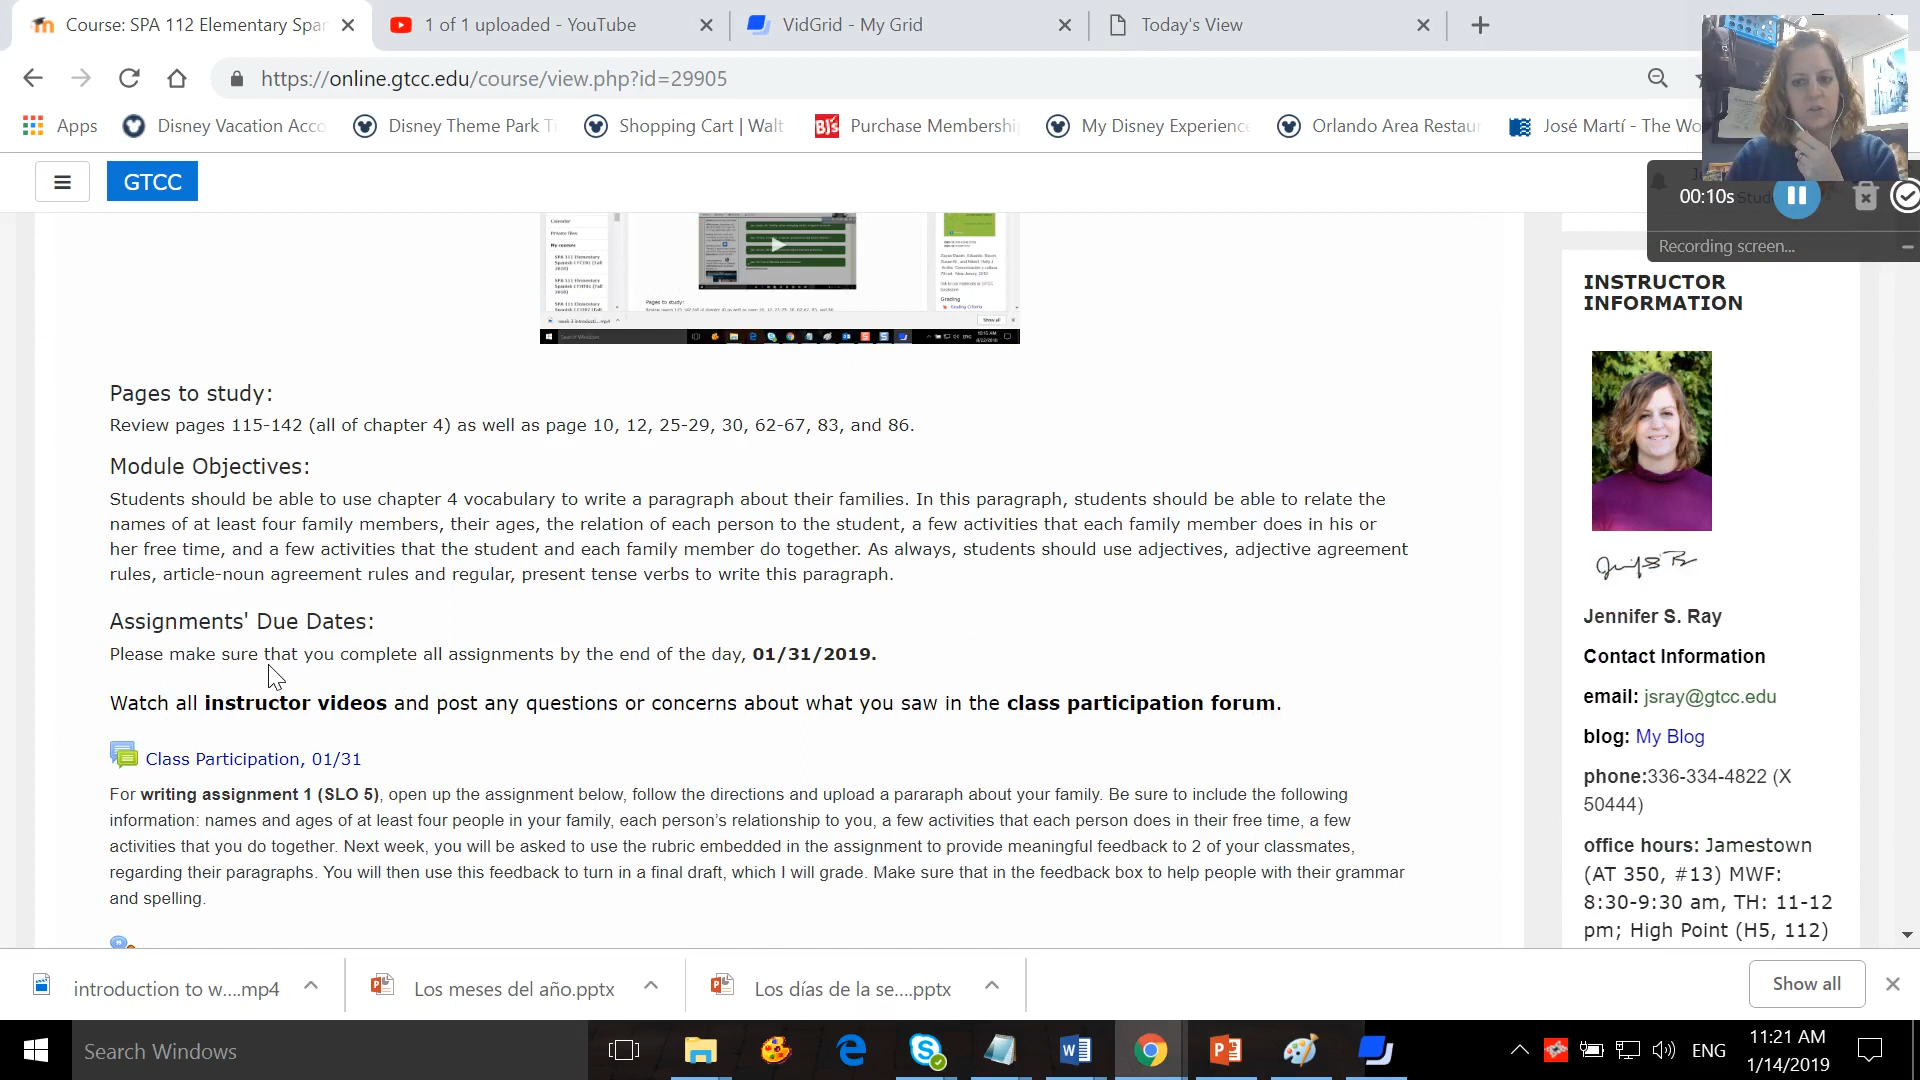 Course: SPA 112 Elementary Spa
1 of 1 uploaded - YouTube
VidGrid - My Grid
Today's View
https://online.gtcc.edu/course/view.php?id=29905
Apps
Disney Vacation Acco
Disney Theme Park Ti
Shopping Cart | Walt
BJ's
Purchase Membershi
My Disney Experience
Orlando Area Restau
José Martí - The Wo
GTCC
00:10s
Recording screen...
Calendar
Private files
My courses
SPA 111 Elementary
Pages to study:
Show all
Search Windows
Pages to study:
Review pages 115-142 (all of chapter 4) as well as page 10, 12, 25-29, 30, 62-67, 83, and 86.
Module Objectives:
Students should be able to use chapter 4 vocabulary to write a paragraph about their families. In this paragraph, students should be able to relate the
names of at least four family members, their ages, the relation of each person to the student, a few activities that each family member does in his or
her free time, and a few activities that the student and each family member do together. As always, students should use adjectives, adjective agreement
rules, article-noun agreement rules and regular, present tense verbs to write this paragraph.
Assignments' Due Dates:
Please make sure that you complete all assignments by the end of the day, 01/31/2019.
Watch all instructor videos and post any questions or concerns about what you saw in the class participation forum.
Class Participation, 01/31
For writing assignment 1 (SLO 5), open up the assignment below, follow the directions and upload a pararaph about your family. Be sure to include the following
information: names and ages of at least four people in your family, each person's relationship to you, a few activities that each person does in their free time, a few
activities that you do together. Next week, you will be asked to use the rubric embedded in the assignment to provide meaningful feedback to 2 of your classmates,
regarding their paragraphs. You will then use this feedback to turn in a final draft, which I will grade. Make sure that in the feedback box to help people with their grammar
and spelling.
INSTRUCTOR
INFORMATION
Jennifer S. Ray
Contact Information
email: jsray@gtcc.edu
blog: My Blog
phone:336-334-4822 (X
50444)
office hours: Jamestown
(AT 350, #13) MWF:
8:30-9:30 am, TH: 11-12
pm; High Point (H5, 112)
introduction to w....mp4
Los meses del año.pptx
Los días de la se....pptx
Show all
Search Windows
ENG
11:21 AM
1/14/2019